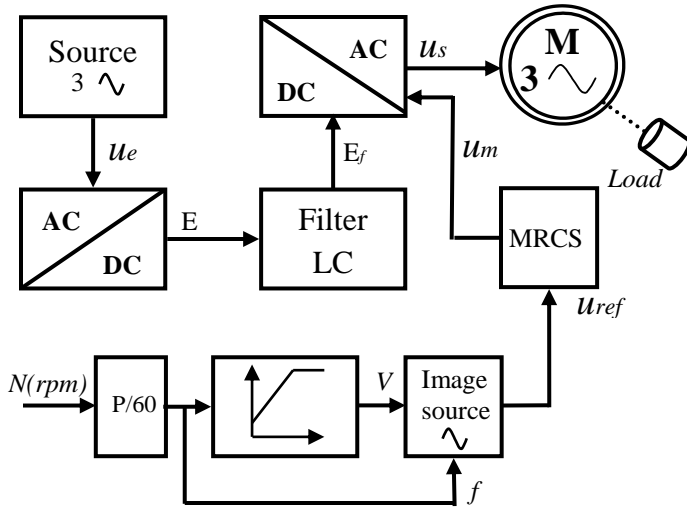 Source
3
AC
DC
us
M
3
ue
Ef
um
Load
AC
DC
E
Filter
LC
MRCS
uref
N(rpm)
P/60
V
Image
source
f